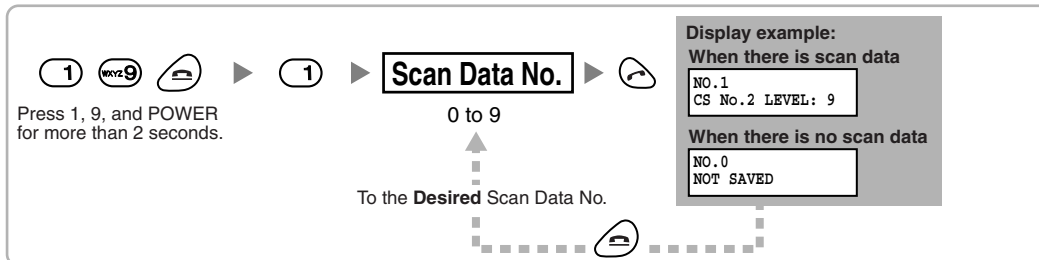 1) WXYZ9
Press 1, 9, and POWER
for more than 2 seconds.
1)
Scan Data No.
0 to 9
To the Desired Scan Data No.
Display example:
When there is scan data
NO.1
CS No.2 LEVEL: 9
When there is no scan data
NO.0
NOT SAVED